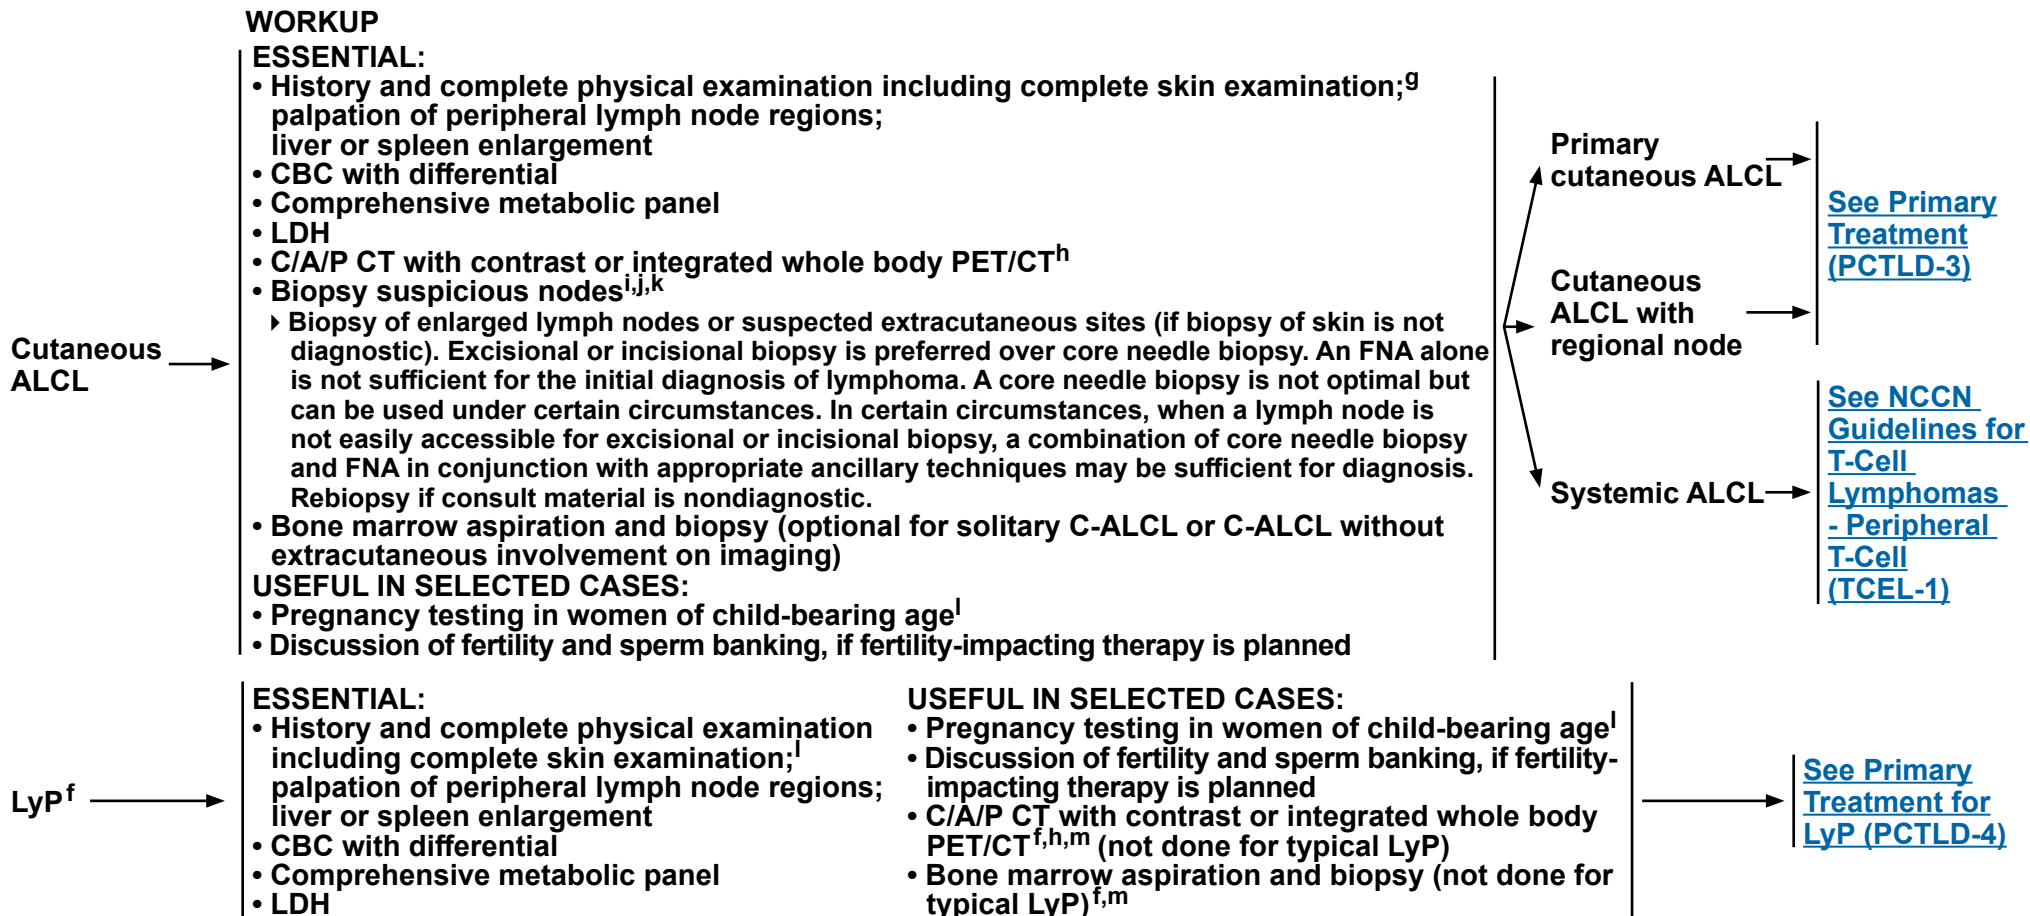 WORKUP
ESSENTIAL:
• History and complete physical examination including complete skin examination;g
palpation of peripheral lymph node regions;
liver or spleen enlargement
• CBC with differential
• Comprehensive metabolic panel
• LDH
• C/A/P CT with contrast or integrated whole body PET/CTh
• Biopsy suspicious nodesi,j,k
Biopsy of enlarged lymph nodes or suspected extracutaneous sites (if biopsy of skin is not
diagnostic). Excisional or incisional biopsy is preferred over core needle biopsy. An FNA alone
is not sufficient for the initial diagnosis of lymphoma. A core needle biopsy is not optimal but
can be used under certain circumstances. In certain circumstances, when a lymph node is
not easily accessible for excisional or incisional biopsy, a combination of core needle biopsy
and FNA in conjunction with appropriate ancillary techniques may be sufficient for diagnosis.
Rebiopsy if consult material is nondiagnostic.
• Bone marrow aspiration and biopsy (optional for solitary C-ALCL or C-ALCL without
extracutaneous involvement on imaging)
USEFUL IN SELECTED CASES:
• Pregnancy testing in women of child-bearing agel
• Discussion of fertility and sperm banking, if fertility-impacting therapy is planned
Cutaneous
ALCL
Primary
cutaneous ALCL
Cutaneous
ALCL with
regional node
Systemic ALCL
See Primary
Treatment
(PCTLD-3)
See NCCN
Guidelines for
T-Cell
Lymphomas
- Peripheral
T-Cell
(TCEL-1)
LyPf
ESSENTIAL:
• History and complete physical examination
including complete skin examination;l
palpation of peripheral lymph node regions;
liver or spleen enlargement
• CBC with differential
• Comprehensive metabolic panel
• LDH
USEFUL IN SELECTED CASES:
• Pregnancy testing in women of child-bearing agel
• Discussion of fertility and sperm banking, if fertility-
impacting therapy is planned
• C/A/P CT with contrast or integrated whole body
PET/CTf,h,m (not done for typical LyP)
• Bone marrow aspiration and biopsy (not done for
typical LyP)f,m
See Primary
Treatment for
LyP (PCTLD-4)